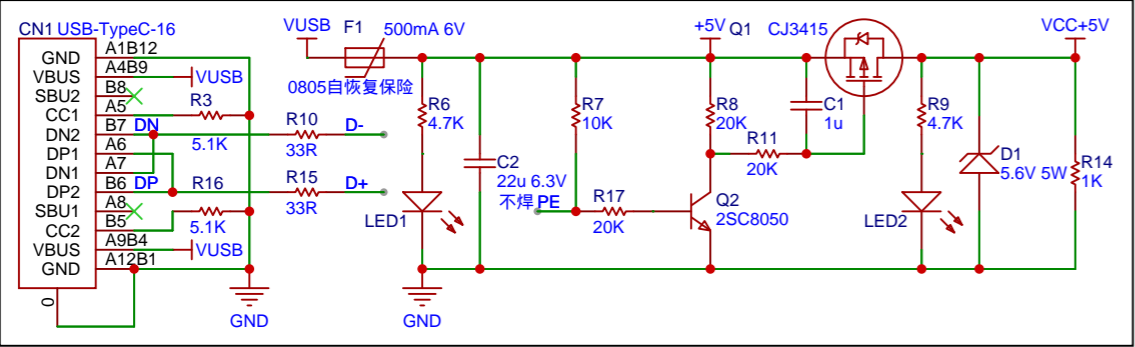 CN1 USB-TypeC-16
GND A1B12
VBUS A4B9 VUSB
SBU2 B8
CC1 A5 R3 5.1K
DN2 B7 DN R10 33R D-
DP1 A6
DN1 A7
DP2 B6 DP R16 R15 33R D+
SBU1 A8
CC2 B5 5.1K
VBUS A9B4 VUSB
GND A12B1
0
GND
VUSB
F1
500mA 6V
0805自恢复保险
R6
4.7K
LED1
GND
C2
22u 6.3V
不焊
PE
R7
10K
R17
20K
+5V
R8
20K
R11
20K
Q2
2SC8050
Q1
CJ3415
C1
1u
R9
4.7K
LED2
D1
5.6V 5W
VCC+5V
R14
1K